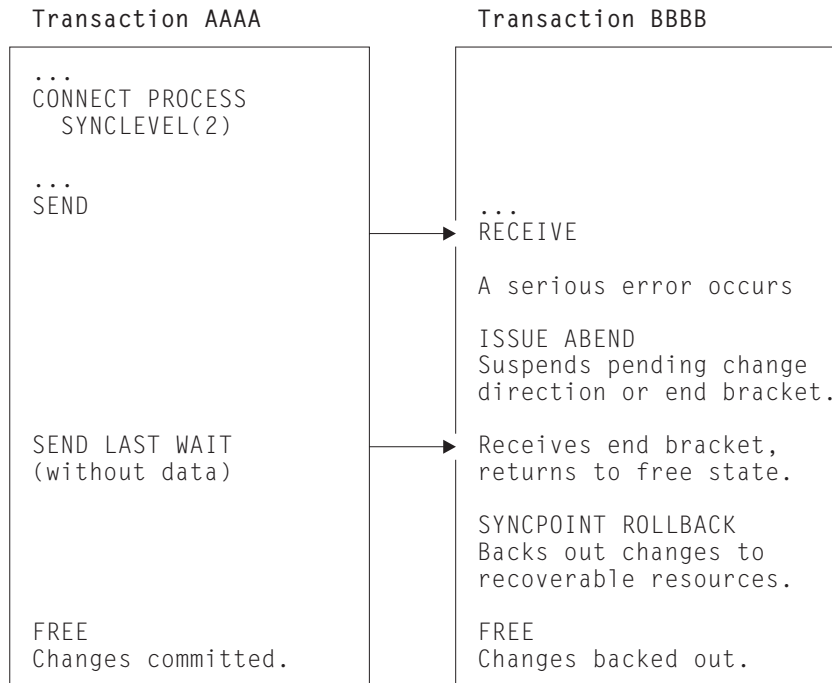 Transaction AAAA
...
CONNECT PROCESS
SYNCLEVEL(2)
...
SEND
SEND LAST WAIT
(without data)
FREE
Changes committed.
Transaction BBBB
...
RECEIVE
A serious error occurs
ISSUE ABEND
Suspends pending change
direction or end bracket.
Receives end bracket,
returns to free state.
SYNCPOINT ROLLBACK
Backs out changes to
recoverable resources.
FREE
Changes backed out.